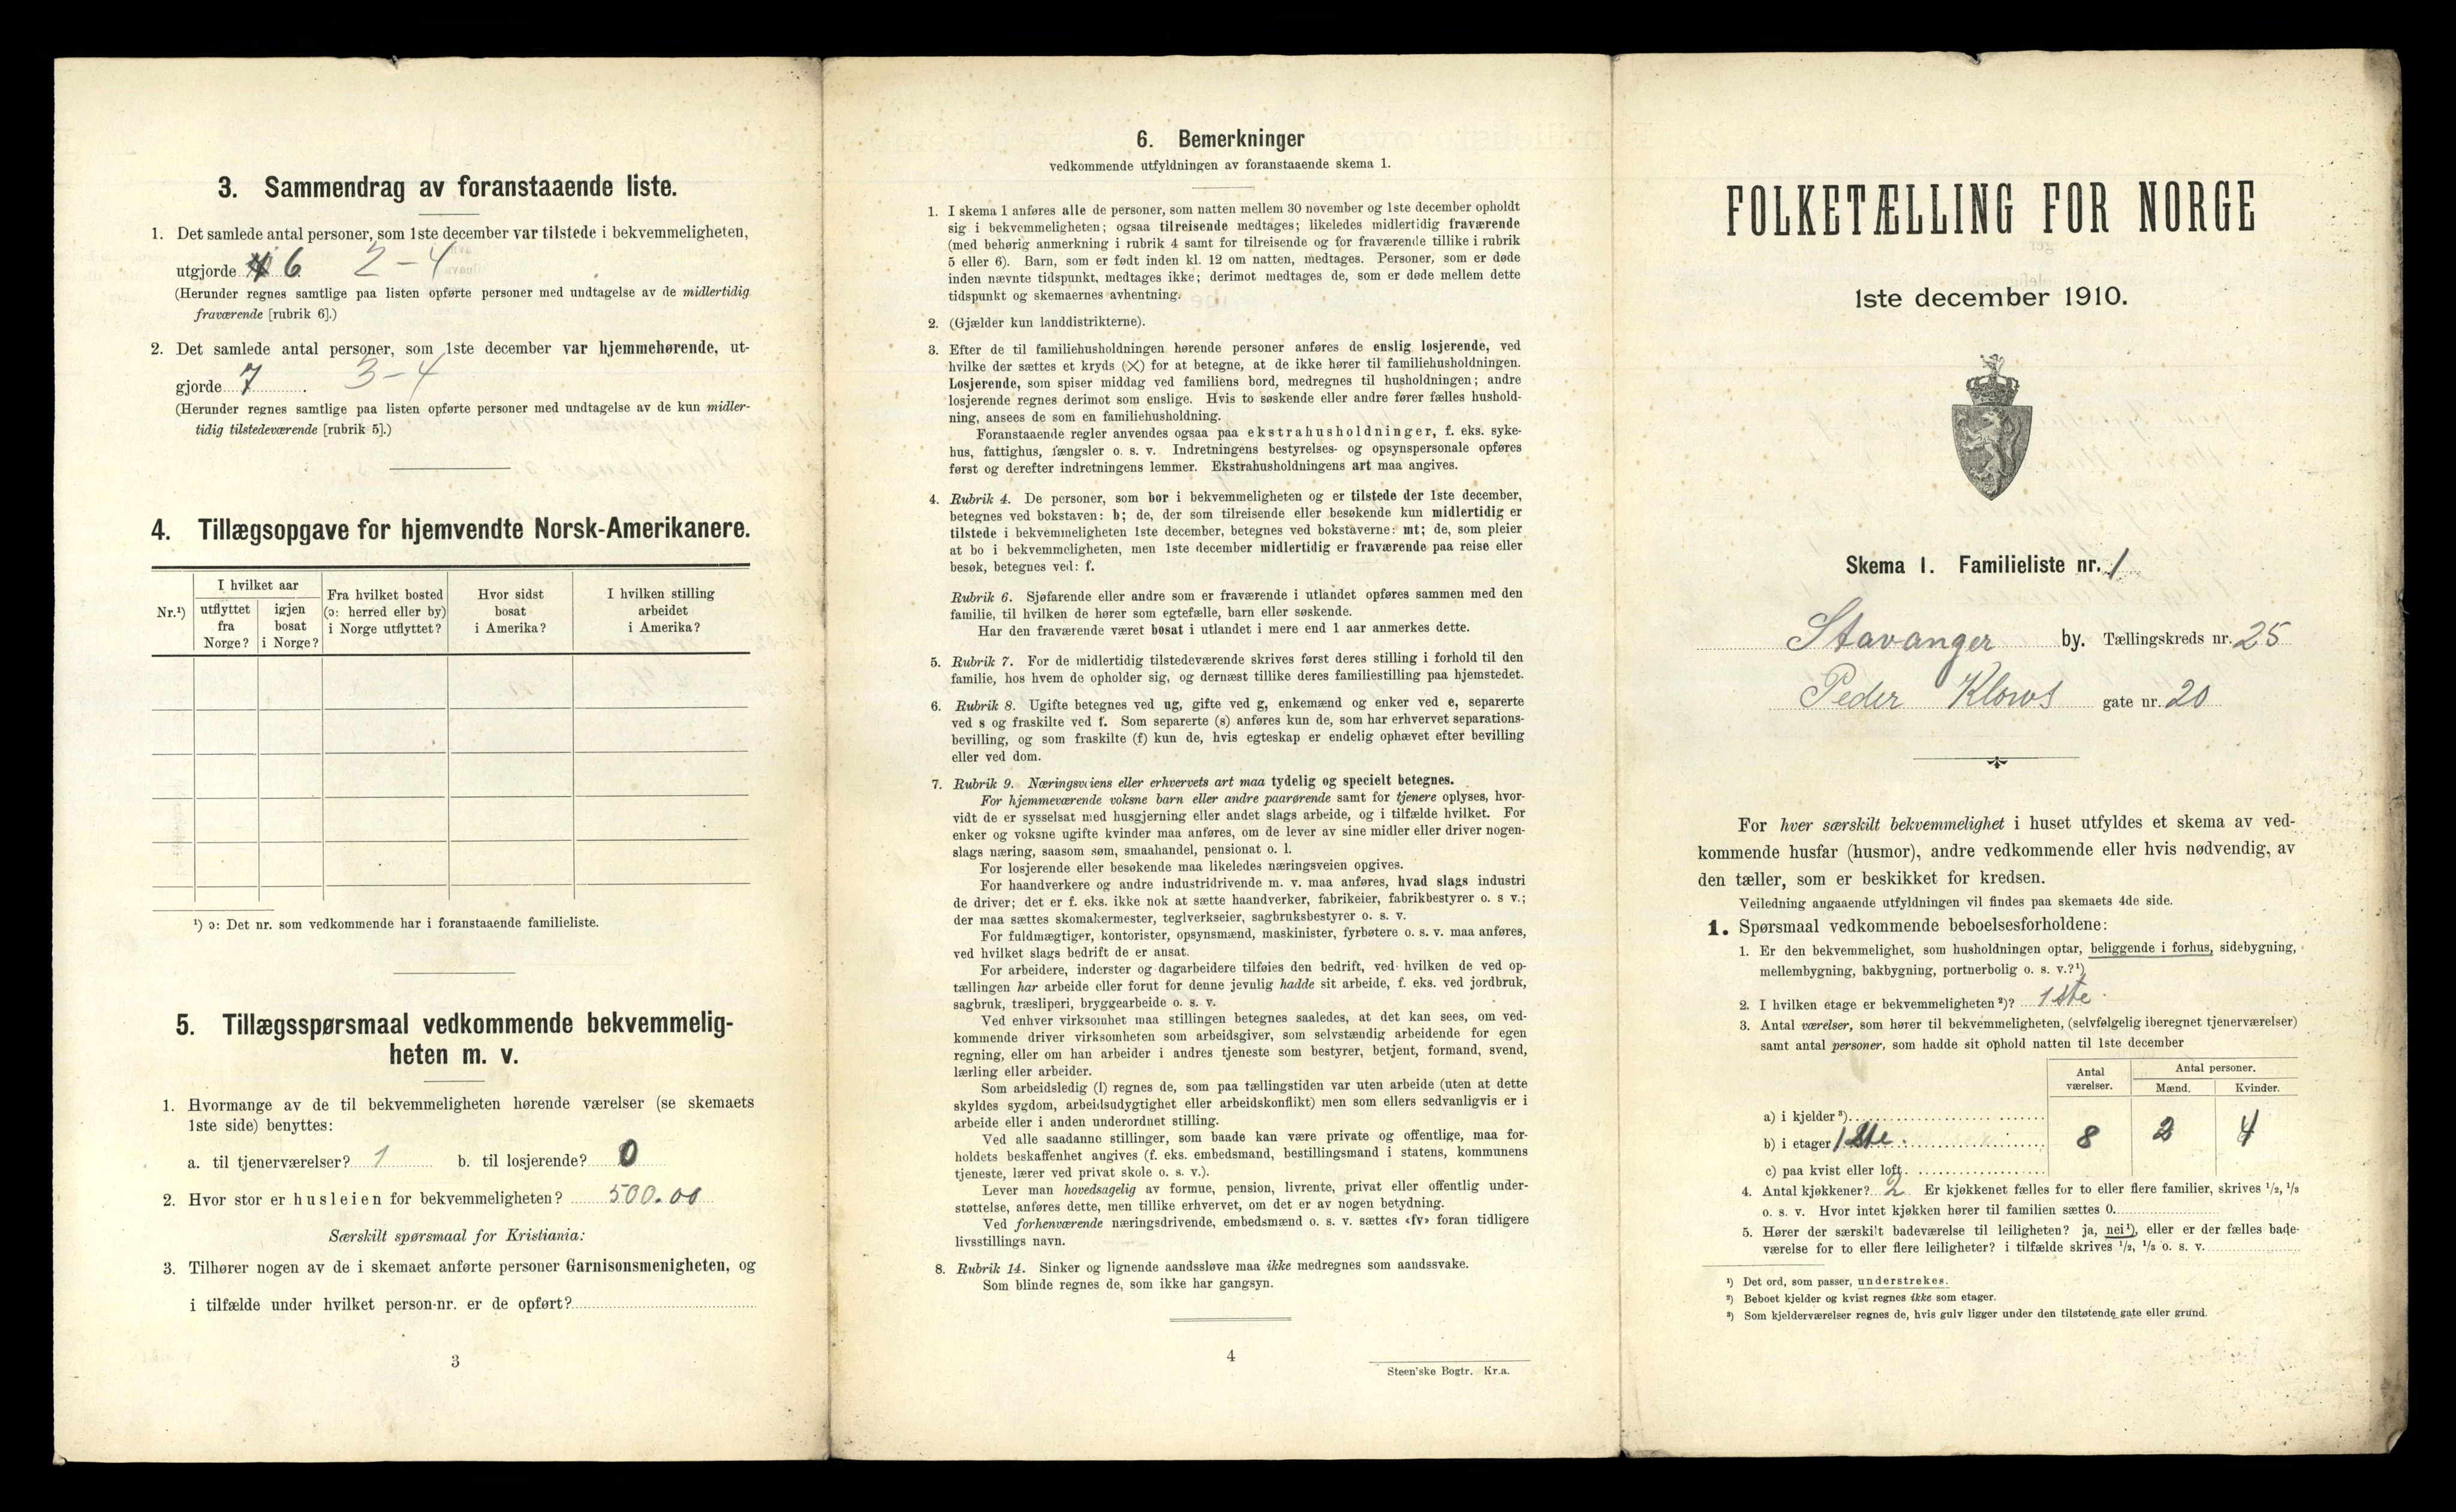 3. Sammendrag av foranstaaende liste.
1. Det samlede antal personer, som 1ste december var tilstede i bekvemmeligheten,
utgjorde 6 2-4
(Herunder regnes samtlige paa listen opførte personer med undtagelse av de midlertidig
fraværende [rubrik 6].)
2. Det samlede antal personer, som 1ste december var hjemmehørende, ut-
gjorde 7 . 3-4
(Herunder regnes samtlige paa listen opførte personer med undtagelse av de kun midler-
tidig tilstedeværende [rubrik 5].)
4. Tillægsopgave for hjemvendte Norsk-Amerikanere.
Nr.¹)
I hvilket aar
utflyttet fra Norge?
igjen bosat i Norge?
Fra hvilket bosted (ɔ: herred eller by) i Norge utflyttet?
Hvor sidst bosat i Amerika?
I hvilken stilling arbeidet i Amerika?
¹) ɔ: Det nr. som vedkommende har i foranstaaende familieliste.
5. Tillægsspørsmaal vedkommende bekvemmelig-
heten m. v.
1. Hvormange av de til bekvemmeligheten hørende værelser (se skemaets
1ste side) benyttes:
a. til tjenerværelser? 1 b. til losjerende? 0
2. Hvor stor er husleien for bekvemmeligheten? 500.00
Særskilt spørsmaal for Kristiania:
3. Tilhører nogen av de i skemaet anførte personer Garnisonsmenigheten, og
i tilfælde under hvilket person-nr. er de opført?
3
6. Bemerkninger
vedkommende utfyldningen av foranstaaende skema 1.
1. I skema 1 anføres alle de personer, som natten mellem 30 november og 1ste december opholdt
sig i bekvemmeligheten; ogsaa tilreisende medtages; likeledes midlertidig fraværende
(med behørig anmerkning i rubrik 4 samt for tilreisende og for fraværende tillike i rubrik
5 eller 6). Barn, som er født inden kl. 12 om natten, medtages. Personer, som er døde
inden nævnte tidspunkt, medtages ikke; derimot medtages de, som er døde mellem dette
tidspunkt og skemaernes avhentning.
2. (Gjælder kun landdistrikterne).
3. Efter de til familiehusholdningen hørende personer anføres de enslig losjerende, ved
hvilke der sættes et kryds (×) for at betegne, at de ikke hører til familiehusholdningen.
Losjerende, som spiser middag ved familiens bord, medregnes til husholdningen; andre
losjerende regnes derimot som enslige. Hvis to søskende eller andre fører fælles hushold-
ning, ansees de som en familiehusholdning.
Foranstaaende regler anvendes ogsaa paa ekstrahusholdninger, f. eks. syke-
hus, fattighus, fængsler o. s. v. Indretningens bestyrelses- og opsynspersonale opføres
først og derefter indretningens lemmer. Ekstrahusholdningens art maa angives.
4. Rubrik 4. De personer, som bor i bekvemmeligheten og er tilstede der 1ste december,
betegnes ved bokstaven: b; de, der som tilreisende eller besøkende kun midlertidig er
tilstede i bekvemmeligheten 1ste december, betegnes ved bokstaverne: mt; de, som pleier
at bo i bekvemmeligheten, men 1ste december midlertidig er fraværende paa reise eller
besøk, betegnes ved: f.
Rubrik 6. Sjøfarende eller andre som er fraværende i utlandet opføres sammen med den
familie, til hvilken de hører som egtefælle, barn eller søskende.
Har den fraværende været bosat i utlandet i mere end 1 aar anmerkes dette.
5. Rubrik 7. For de midlertidig tilstedeværende skrives først deres stilling i forhold til den
familie, hos hvem de opholder sig, og dernæst tillike deres familiestilling paa hjemstedet.
6. Rubrik 8. Ugifte betegnes ved ug, gifte ved g, enkemænd og enker ved e, separerte
ved s og fraskilte ved f. Som separerte (s) anføres kun de, som har erhvervet separations-
bevilling, og som fraskilte (f) kun de, hvis egteskap er endelig ophævet efter bevilling
eller ved dom.
7. Rubrik 9. Næringsveiens eller erhvervets art maa tydelig og specielt betegnes.
For hjemmeværende voksne barn eller andre paarørende samt for tjenere oplyses, hvor-
vidt de er sysselsat med husgjerning eller andet slags arbeide, og i tilfælde hvilket. For
enker og voksne ugifte kvinder maa anføres, om de lever av sine midler eller driver nogen-
slags næring, saasom søm, smaahandel, pensionat o. l.
For losjerende eller besøkende maa likeledes næringsveien opgives.
For haandverkere og andre industridrivende m. v. maa anføres, hvad slags industri
de driver; det er f. eks. ikke nok at sætte haandverker, fabrikeier, fabrikbestyrer o. s v.;
der maa sættes skomakermester, teglverkseier, sagbruksbestyrer o. s. v.
For fuldmægtiger, kontorister, opsynsmænd, maskinister, fyrbøtere o. s. v. maa anføres,
ved hvilket slags bedrift de er ansat.
For arbeidere, inderster og dagarbeidere tilføies den bedrift, ved hvilken de ved op-
tællingen har arbeide eller forut for denne jevnlig hadde sit arbeide, f. eks. ved jordbruk,
sagbruk, træsliperi, bryggearbeide o. s. v.
Ved enhver virksomhet maa stillingen betegnes saaledes, at det kan sees, om ved-
kommende driver virksomheten som arbeidsgiver, som selvstændig arbeidende for egen
regning, eller om han arbeider i andres tjeneste som bestyrer, betjent, formand, svend,
lærling eller arbeider.
Som arbeidsledig (l) regnes de, som paa tællingstiden var uten arbeide (uten at dette
skyldes sygdom, arbeidsudygtighet eller arbeidskonflikt) men som ellers sedvanligvis er i
arbeide eller i anden underordnet stilling.
Ved alle saadanne stillinger, som baade kan være private og offentlige, maa for-
holdets beskaffenhet angives (f. eks. embedsmand, bestillingsmand i statens, kommunens
tjeneste, lærer ved privat skole o. s. v.).
Lever man hovedsagelig av formue, pension, livrente, privat eller offentlig under-
støttelse, anføres dette, men tillike erhvervet, om det er av nogen betydning.
Ved forhenværende næringsdrivende, embedsmænd o. s. v. sættes «fv» foran tidligere
livsstillings navn.
8. Rubrik 14. Sinker og lignende aandssløve maa ikke medregnes som aandssvake.
Som blinde regnes de, som ikke har gangsyn.
4
Steen'ske Bogtr. Kr.a.
FOLKETÆLLING FOR NORGE
1ste december 1910.
Skema 1. Familieliste nr. 1
Stavanger by. Tællingskreds nr. 25
Peder Klows gate nr. 20
For hver særskilt bekvemmelighet i huset utfyldes et skema av ved-
kommende husfar (husmor), andre vedkommende eller hvis nødvendig, av
den tæller, som er beskikket for kredsen.
Veiledning angaaende utfyldningen vil findes paa skemaets 4de side.
1. Spørsmaal vedkommende beboelsesforholdene:
1. Er den bekvemmelighet, som husholdningen optar, beliggende i forhus, sidebygning,
mellembygning, bakbygning, portnerbolig o. s. v.?¹)
2. I hvilken etage er bekvemmeligheten²)? 1ste.
3. Antal værelser, som hører til bekvemmeligheten, (selvfølgelig iberegnet tjenerværelser)
samt antal personer, som hadde sit ophold natten til 1ste december
Antal værelser. Antal personer.
Mænd. Kvinder.
a) i kjelder³)
b) i etager 1ste. 8 2 4
c) paa kvist eller loft
4. Antal kjøkkener? 2 Er kjøkkenet fælles for to eller flere familier, skrives 1/2, 1/3
o. s. v. Hvor intet kjøkken hører til familien sættes 0.
5. Hører der særskilt badeværelse til leiligheten? ja, nei¹), eller er der fælles bade-
værelse for to eller flere leiligheter? i tilfælde skrives 1/2, 1/3 o. s. v.
¹) Det ord, som passer, understrekes.
²) Beboet kjelder og kvist regnes ikke som etager.
³) Som kjelderværelser regnes de, hvis gulv ligger under den tilstøtende gate eller grund.